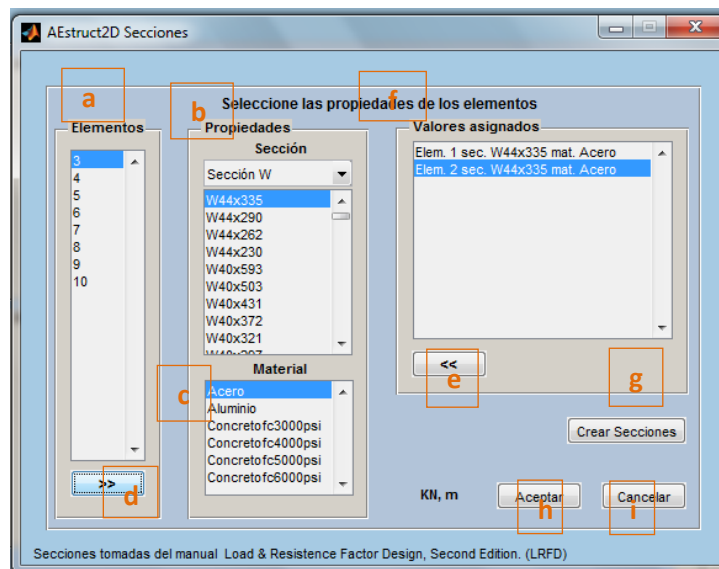 AEstruct2D Secciones
a
b
f
Seleccione las propiedades de los elementos
Elementos
3
4
5
6
7
8
9
10
>>
d
Propiedades
Sección
Sección W
W44x335
W44x290
W44x262
W44x230
W40x593
W40x503
W40x431
W40x372
W40x321
W40x297
Material
c
Acero
Aluminio
Concretofc3000psi
Concretofc4000psi
Concretofc5000psi
Concretofc6000psi
Valores asignados
Elem. 1 sec. W44x335 mat. Acero
Elem. 2 sec. W44x335 mat. Acero
<<
e
g
Crear Secciones
KN, m
Aceptar
h
Cancelar
i
Secciones tomadas del manual Load & Resistence Factor Design, Second Edition. (LRFD)